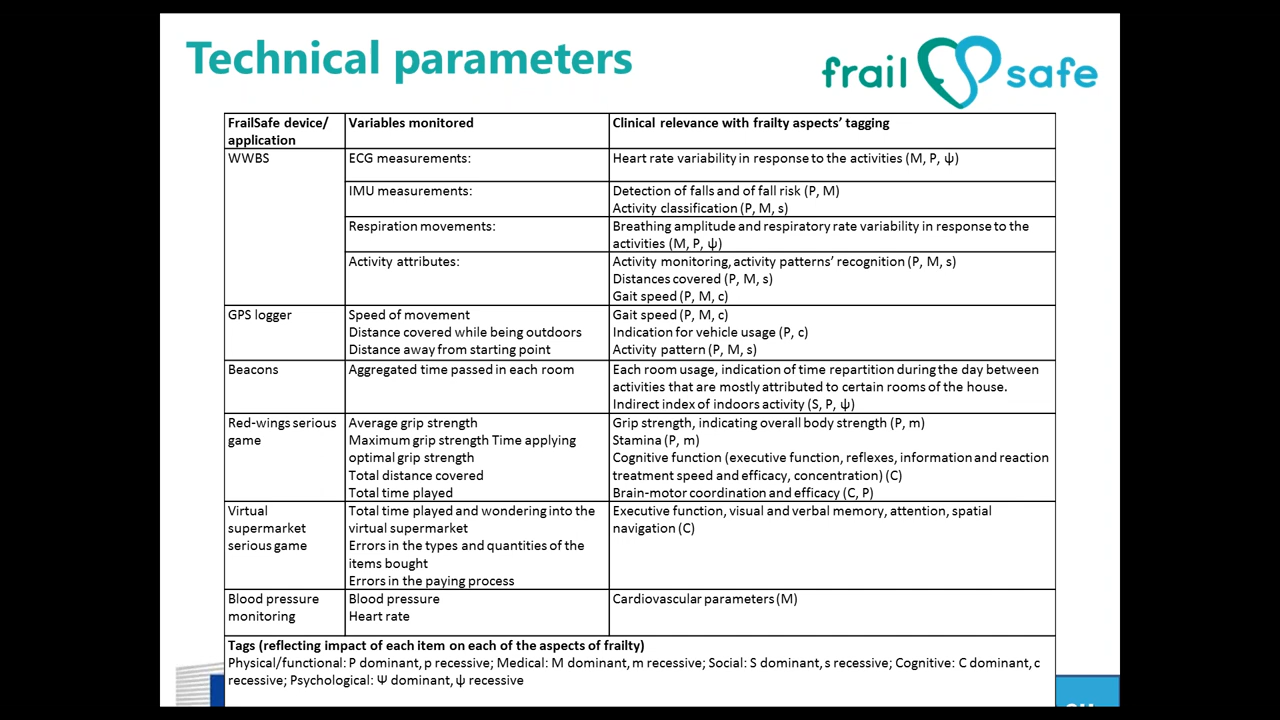 Technical parameters
frail safe
FrailSafe device/ application
Variables monitored
Clinical relevance with frailty aspects’ tagging
WWBS
ECG measurements:
Heart rate variability in response to the activities (M, P, ψ)
IMU measurements:
Detection of falls and of fall risk (P, M)
Activity classification (P, M, s)
Respiration movements:
Breathing amplitude and respiratory rate variability in response to the
activities (M, P, ψ)
Activity attributes:
Activity monitoring, activity patterns’ recognition (P, M, s)
Distances covered (P, M, s)
Gait speed (P, M, c)
GPS logger
Speed of movement
Distance covered while being outdoors
Distance away from starting point
Gait speed (P, M, c)
Indication for vehicle usage (P, c)
Activity pattern (P, M, s)
Beacons
Aggregated time passed in each room
Each room usage, indication of time repartition during the day between
activities that are mostly attributed to certain rooms of the house.
Indirect index of indoors activity (S, P, ψ)
Red-wings serious
game
Average grip strength
Maximum grip strength Time applying
optimal grip strength
Total distance covered
Total time played
Grip strength, indicating overall body strength (P, m)
Stamina (P, m)
Cognitive function (executive function, reflexes, information and reaction
treatment speed and efficacy, concentration) (C)
Brain-motor coordination and efficacy (C, P)
Virtual
supermarket
serious game
Total time played and wondering into the
virtual supermarket
Errors in the types and quantities of the
items bought
Errors in the paying process
Executive function, visual and verbal memory, attention, spatial
navigation (C)
Blood pressure
monitoring
Blood pressure
Heart rate
Cardiovascular parameters (M)
Tags (reflecting impact of each item on each of the aspects of frailty)
Physical/functional: P dominant, p recessive; Medical: M dominant, m recessive; Social: S dominant, s recessive; Cognitive: C dominant, c
recessive; Psychological: Ψ dominant, ψ recessive